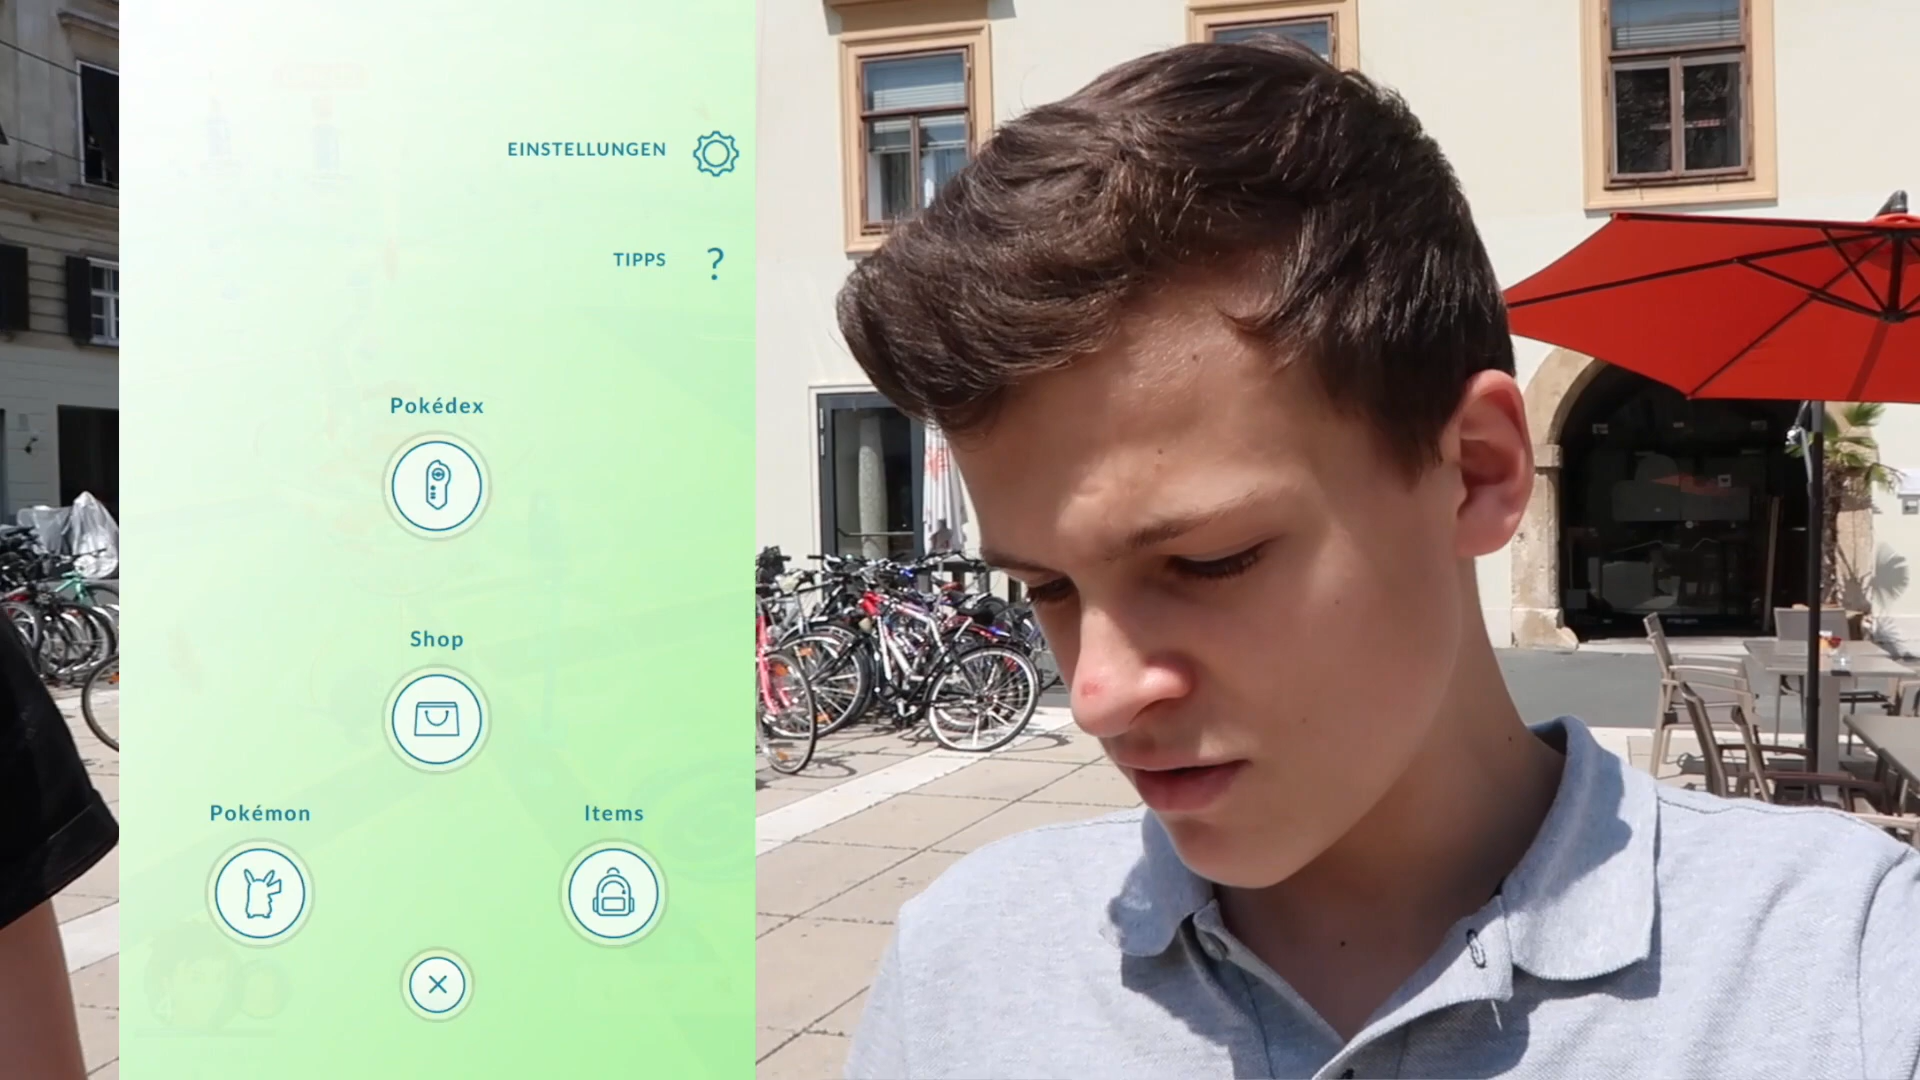 EINSTELLUNGEN
TIPPS ?
Pokédex
Shop
Pokémon
Items